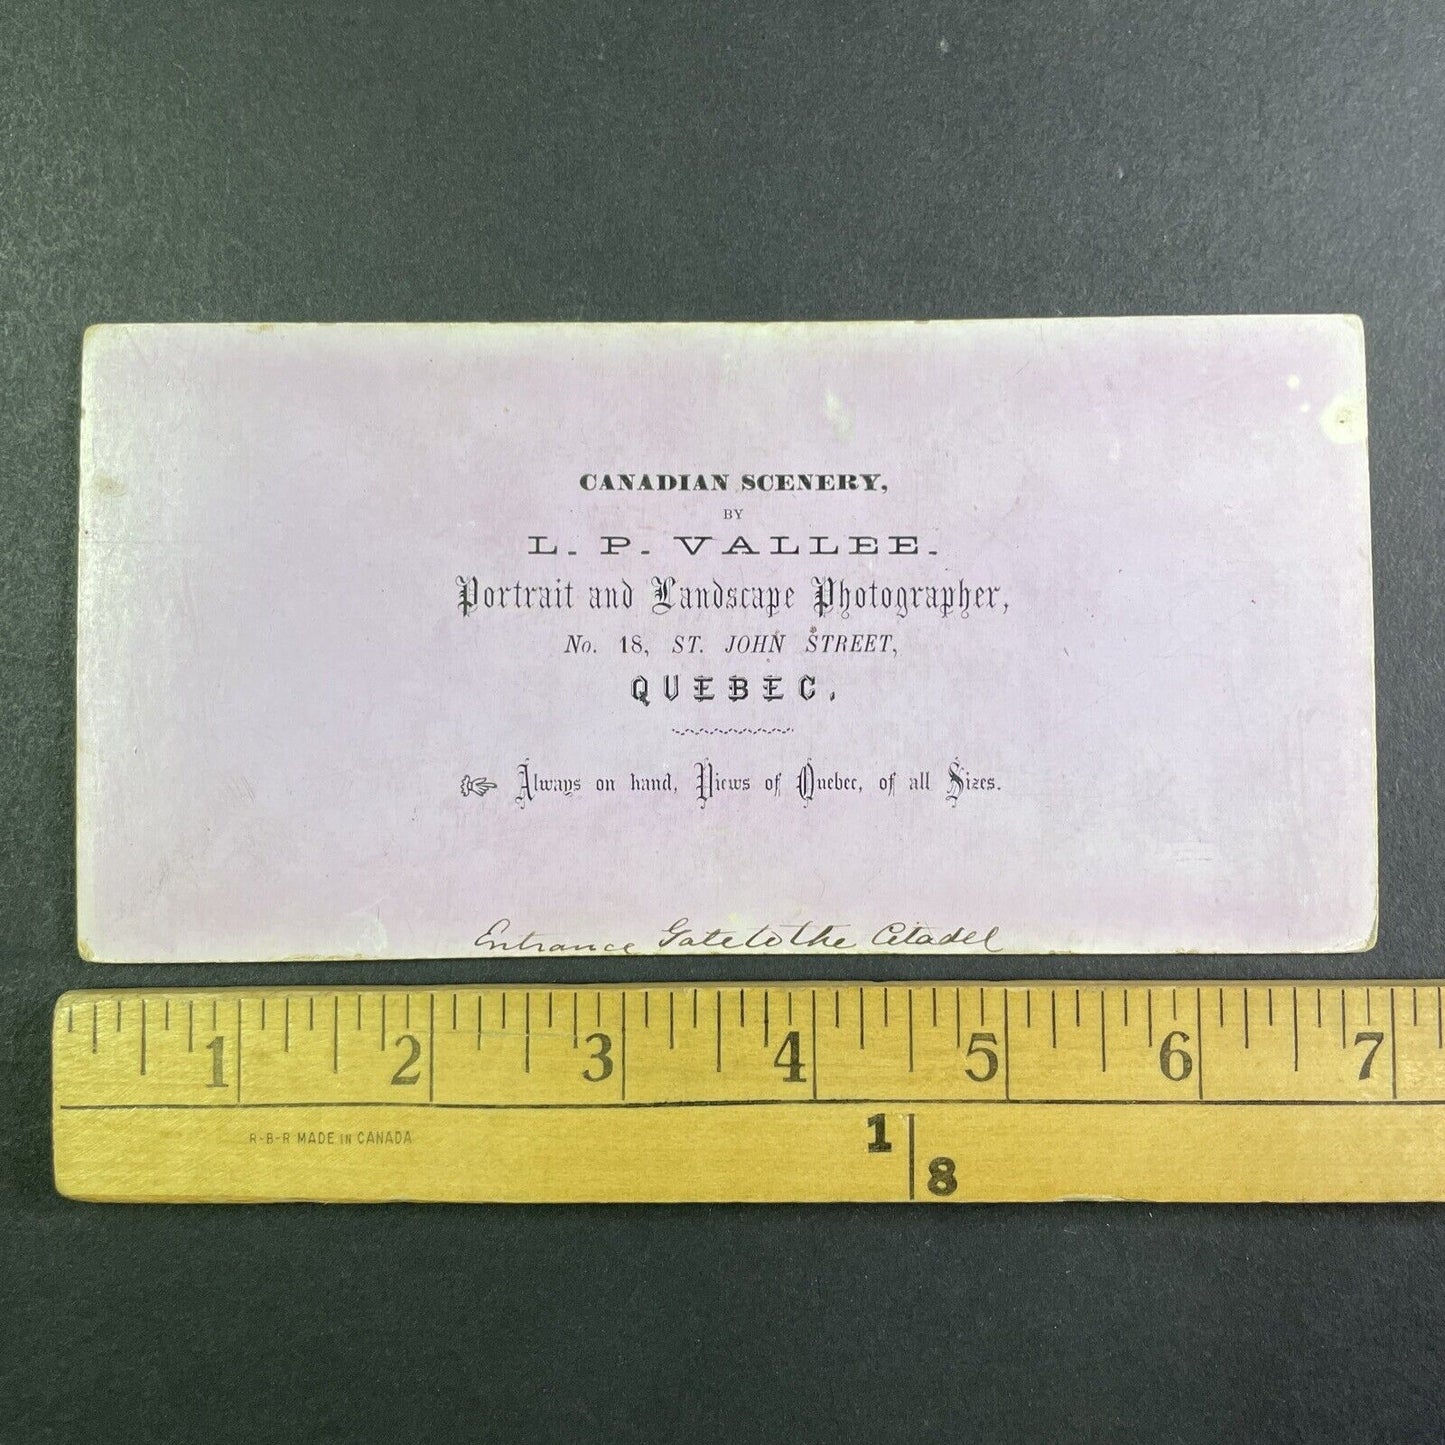 CANADIAN SCENERY,
BY
L. P. VALLEE.
Portrait and Landscape Photographer,
No. 18, ST. JOHN STREET,
QUEBEC.
Always on hand, Views of Quebec, of all Sizes.
Entrance Gate to the Citadel
1 2 3 4 5 6 7
R-B-R MADE IN CANADA
1 8